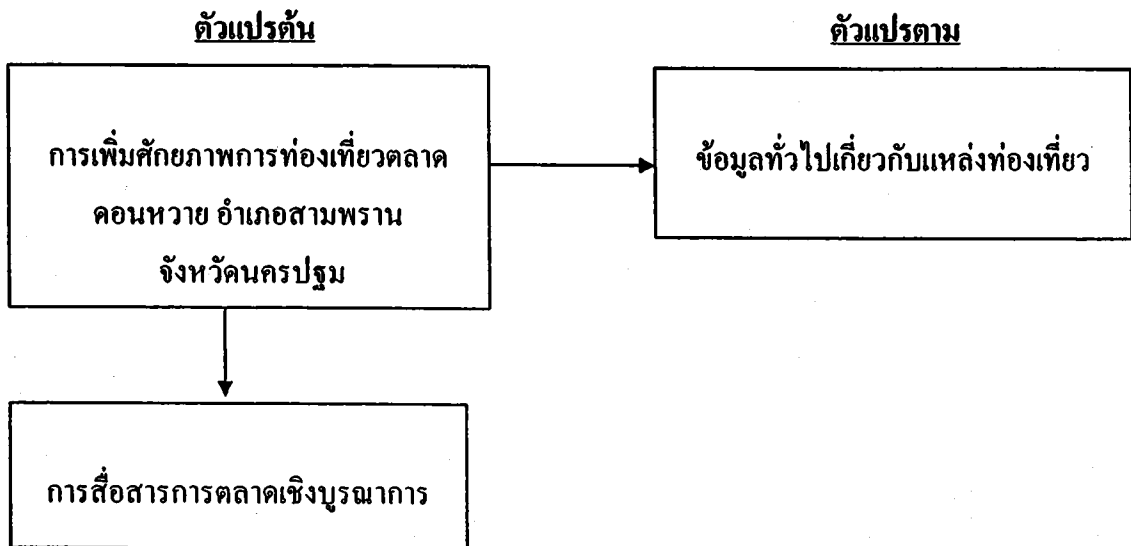 ตัวแปรต้น
ตัวแปรตาม
การเพิ่มศักยภาพการท่องเที่ยวตลาด
ดอนหวาย อำเภอสามพราน
จังหวัดนครปฐม
ข้อมูลทั่วไปเกี่ยวกับแหล่งท่องเที่ยว
การสื่อสารการตลาดเชิงบูรณาการ